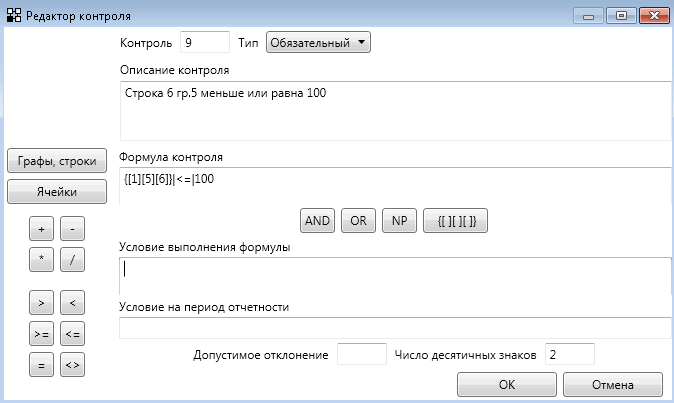 Редактор контроля
Контроль 9 Тип Обязательный
Описание контроля
Строка 6 гр.5 меньше или равна 100
Графы, строки
Ячейки
Формула контроля
{[1][5][6]}|<=|100
AND OR NP {[ ][ ][ ]}
+ -
* /
> <
>= <=
= <>
Условие выполнения формулы
Условие на период отчетности
Допустимое отклонение Число десятичных знаков 2
OK Отмена